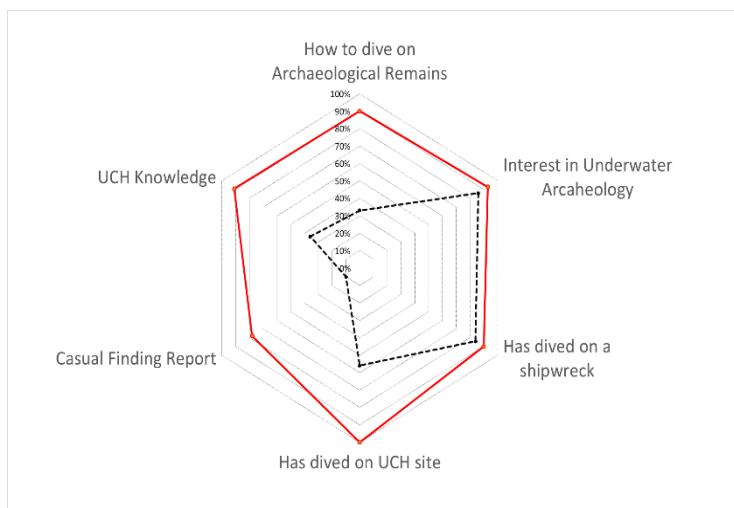 How to dive on
Archaeological Remains
100%
90%
80%
70%
60%
50%
40%
30%
20%
10%
0%
UCH Knowledge
Interest in Underwater
Arcaheology
Casual Finding Report
Has dived on a
shipwreck
Has dived on UCH site